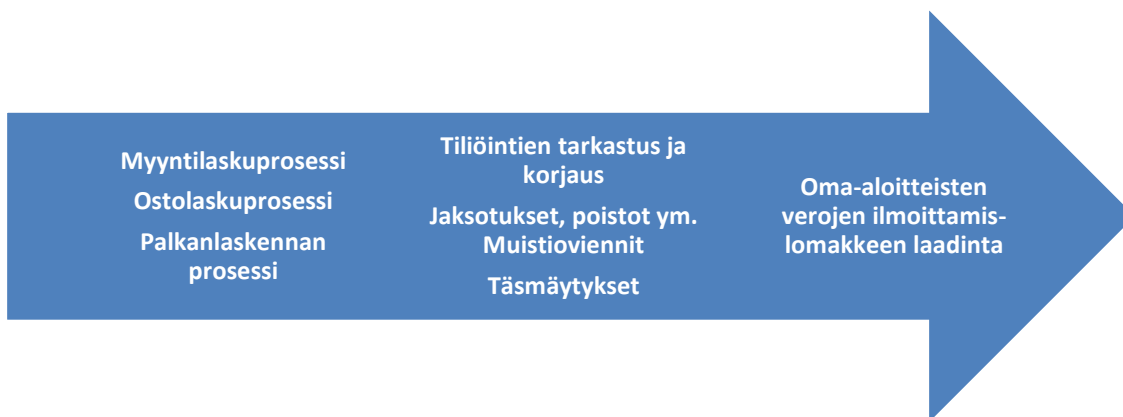 Myyntilaskuprosessi
Ostolaskuprosessi
Palkanlaskennan
prosessi
Tiliöintien tarkastus ja
korjaus
Jaksotukset, poistot ym.
Muistioviennit
Täsmäytykset
Oma-aloitteisten
verojen ilmoittamis-
lomakkeen laadinta